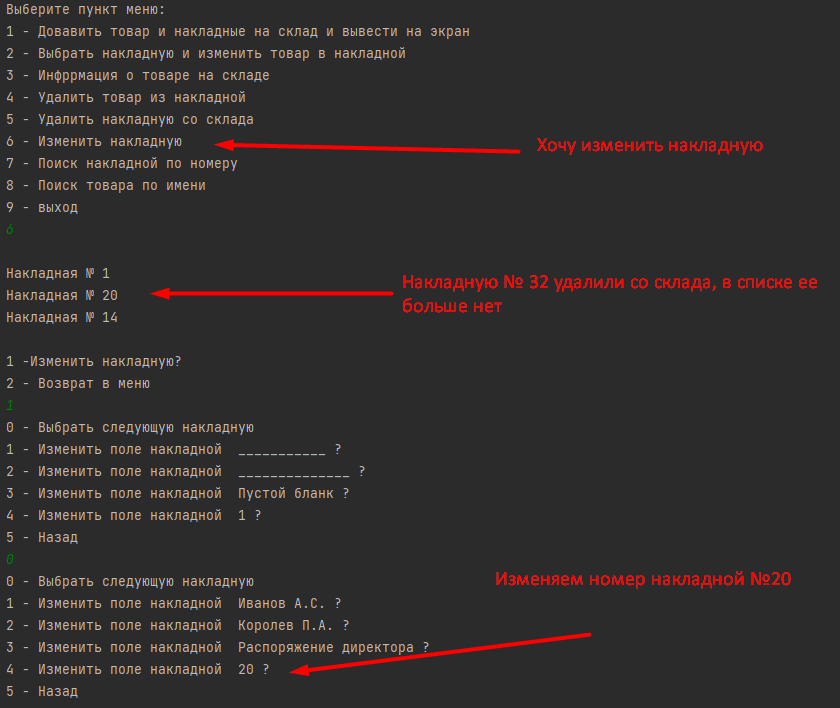 Выберите пункт меню:
1 - Довавить товар и накладные на склад и вывести на экран
2 - Выбрать накладную и изменить товар в накладной
3 - Инфррмация о товаре на складе
4 - Удалить товар из накладной
5 - Удалить накладную со склада
6 - Изменить накладную
Хочу изменить накладную
7 - Поиск накладной по номеру
8 - Поиск товара по имени
9 - выход
6
Накладная № 1
Накладная № 20
Накладная № 14
Накладную № 32 удалили со склада, в списке ее
больше нет
1 -Изменить накладную?
2 - Возврат в меню
1
0 - Выбрать следующую накладную
1 - Изменить поле накладной  ___________ ?
2 - Изменить поле накладной  ______________ ?
3 - Изменить поле накладной  Пустой бланк ?
4 - Изменить поле накладной  1 ?
5 - Назад
0
Изменяем номер накладной №20
0 - Выбрать следующую накладную
1 - Изменить поле накладной  Иванов А.С. ?
2 - Изменить поле накладной  Королев П.А. ?
3 - Изменить поле накладной  Распоряжение директора ?
4 - Изменить поле накладной  20 ?
5 - Назад